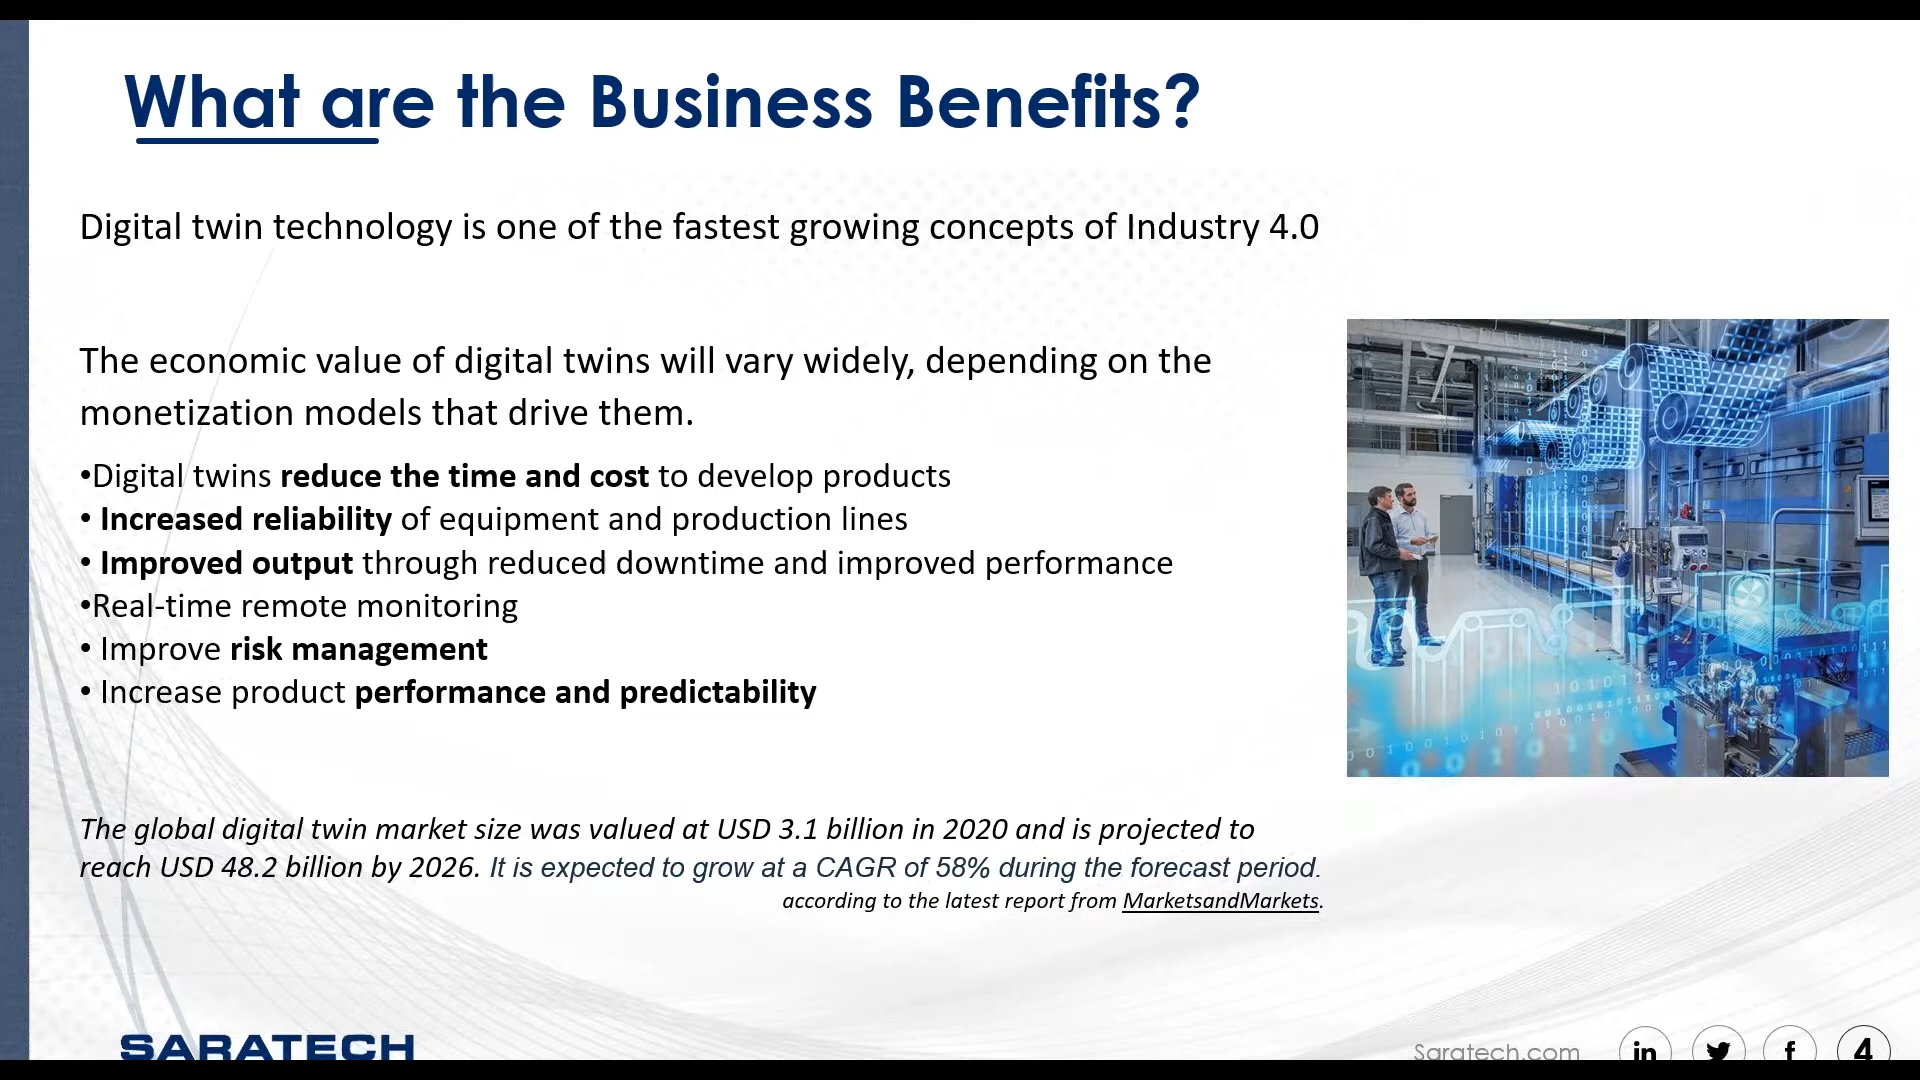 What are the Business Benefits?
Digital twin technology is one of the fastest growing concepts of Industry 4.0
The economic value of digital twins will vary widely, depending on the
monetization models that drive them.
•Digital twins reduce the time and cost to develop products
• Increased reliability of equipment and production lines
• Improved output through reduced downtime and improved performance
•Real-time remote monitoring
• Improve risk management
• Increase product performance and predictability
The global digital twin market size was valued at USD 3.1 billion in 2020 and is projected to
reach USD 48.2 billion by 2026. It is expected to grow at a CAGR of 58% during the forecast period.
according to the latest report from MarketsandMarkets.
SARATECH
Saratech.com in f 4